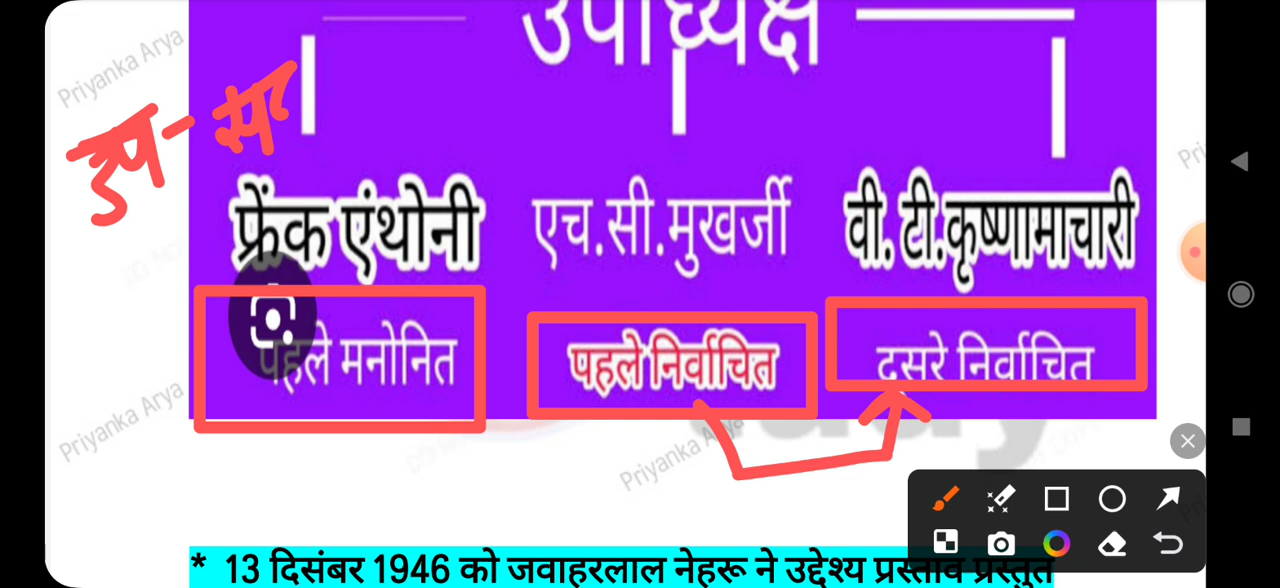 Priyanka Arya
उपाध्यक्ष
उप-
फ्रेंक एंथोनी
एच.सी.मुखर्जी
वी. टी.कृष्णामाचारी
पहले मनोनित
पहले निर्वाचित
दूसरे निर्वाचित
Priyanka Arya
Priyanka Arya
* 13 दिसंबर 1946 को जवाहरलाल नेहरू ने उद्देश्य प्रस्ताव प्रस्तुत